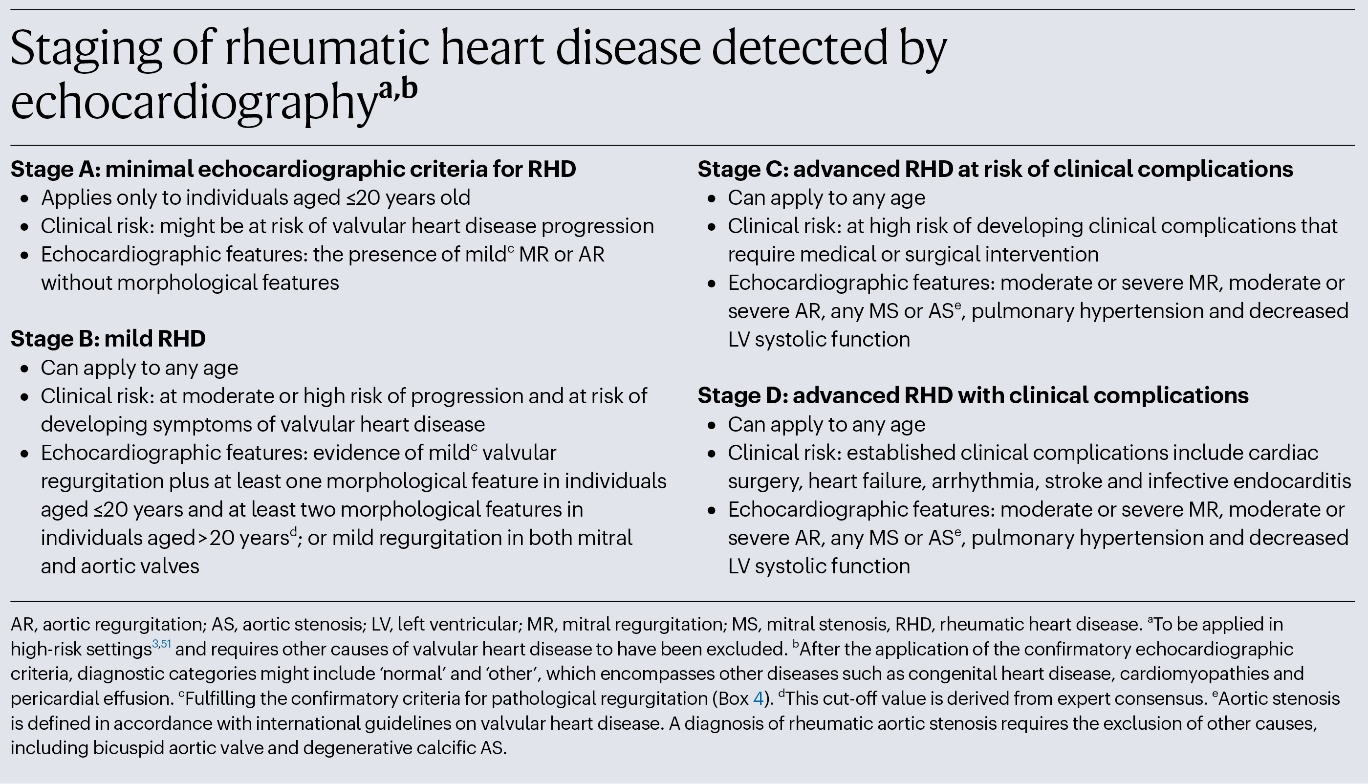 Staging of rheumatic heart disease detected by
echocardiographyᵃ,ᵇ
Stage A: minimal echocardiographic criteria for RHD
• Applies only to individuals aged ≤20 years old
• Clinical risk: might be at risk of valvular heart disease progression
• Echocardiographic features: the presence of mildᶜ MR or AR
without morphological features
Stage B: mild RHD
• Can apply to any age
• Clinical risk: at moderate or high risk of progression and at risk of
developing symptoms of valvular heart disease
• Echocardiographic features: evidence of mildᶜ valvular
regurgitation plus at least one morphological feature in individuals
aged ≤20 years and at least two morphological features in
individuals aged>20 yearsᵈ; or mild regurgitation in both mitral
and aortic valves
Stage C: advanced RHD at risk of clinical complications
• Can apply to any age
• Clinical risk: at high risk of developing clinical complications that
require medical or surgical intervention
• Echocardiographic features: moderate or severe MR, moderate or
severe AR, any MS or ASᵉ, pulmonary hypertension and decreased
LV systolic function
Stage D: advanced RHD with clinical complications
• Can apply to any age
• Clinical risk: established clinical complications include cardiac
surgery, heart failure, arrhythmia, stroke and infective endocarditis
• Echocardiographic features: moderate or severe MR, moderate or
severe AR, any MS or ASᵉ, pulmonary hypertension and decreased
LV systolic function
AR, aortic regurgitation; AS, aortic stenosis; LV, left ventricular; MR, mitral regurgitation; MS, mitral stenosis, RHD, rheumatic heart disease. ᵃTo be applied in
high-risk settings³,⁵¹ and requires other causes of valvular heart disease to have been excluded. ᵇAfter the application of the confirmatory echocardiographic
criteria, diagnostic categories might include ‘normal’ and ‘other’, which encompasses other diseases such as congenital heart disease, cardiomyopathies and
pericardial effusion. ᶜFulfilling the confirmatory criteria for pathological regurgitation (Box 4). ᵈThis cut-off value is derived from expert consensus. ᵉAortic stenosis
is defined in accordance with international guidelines on valvular heart disease. A diagnosis of rheumatic aortic stenosis requires the exclusion of other causes,
including bicuspid aortic valve and degenerative calcific AS.